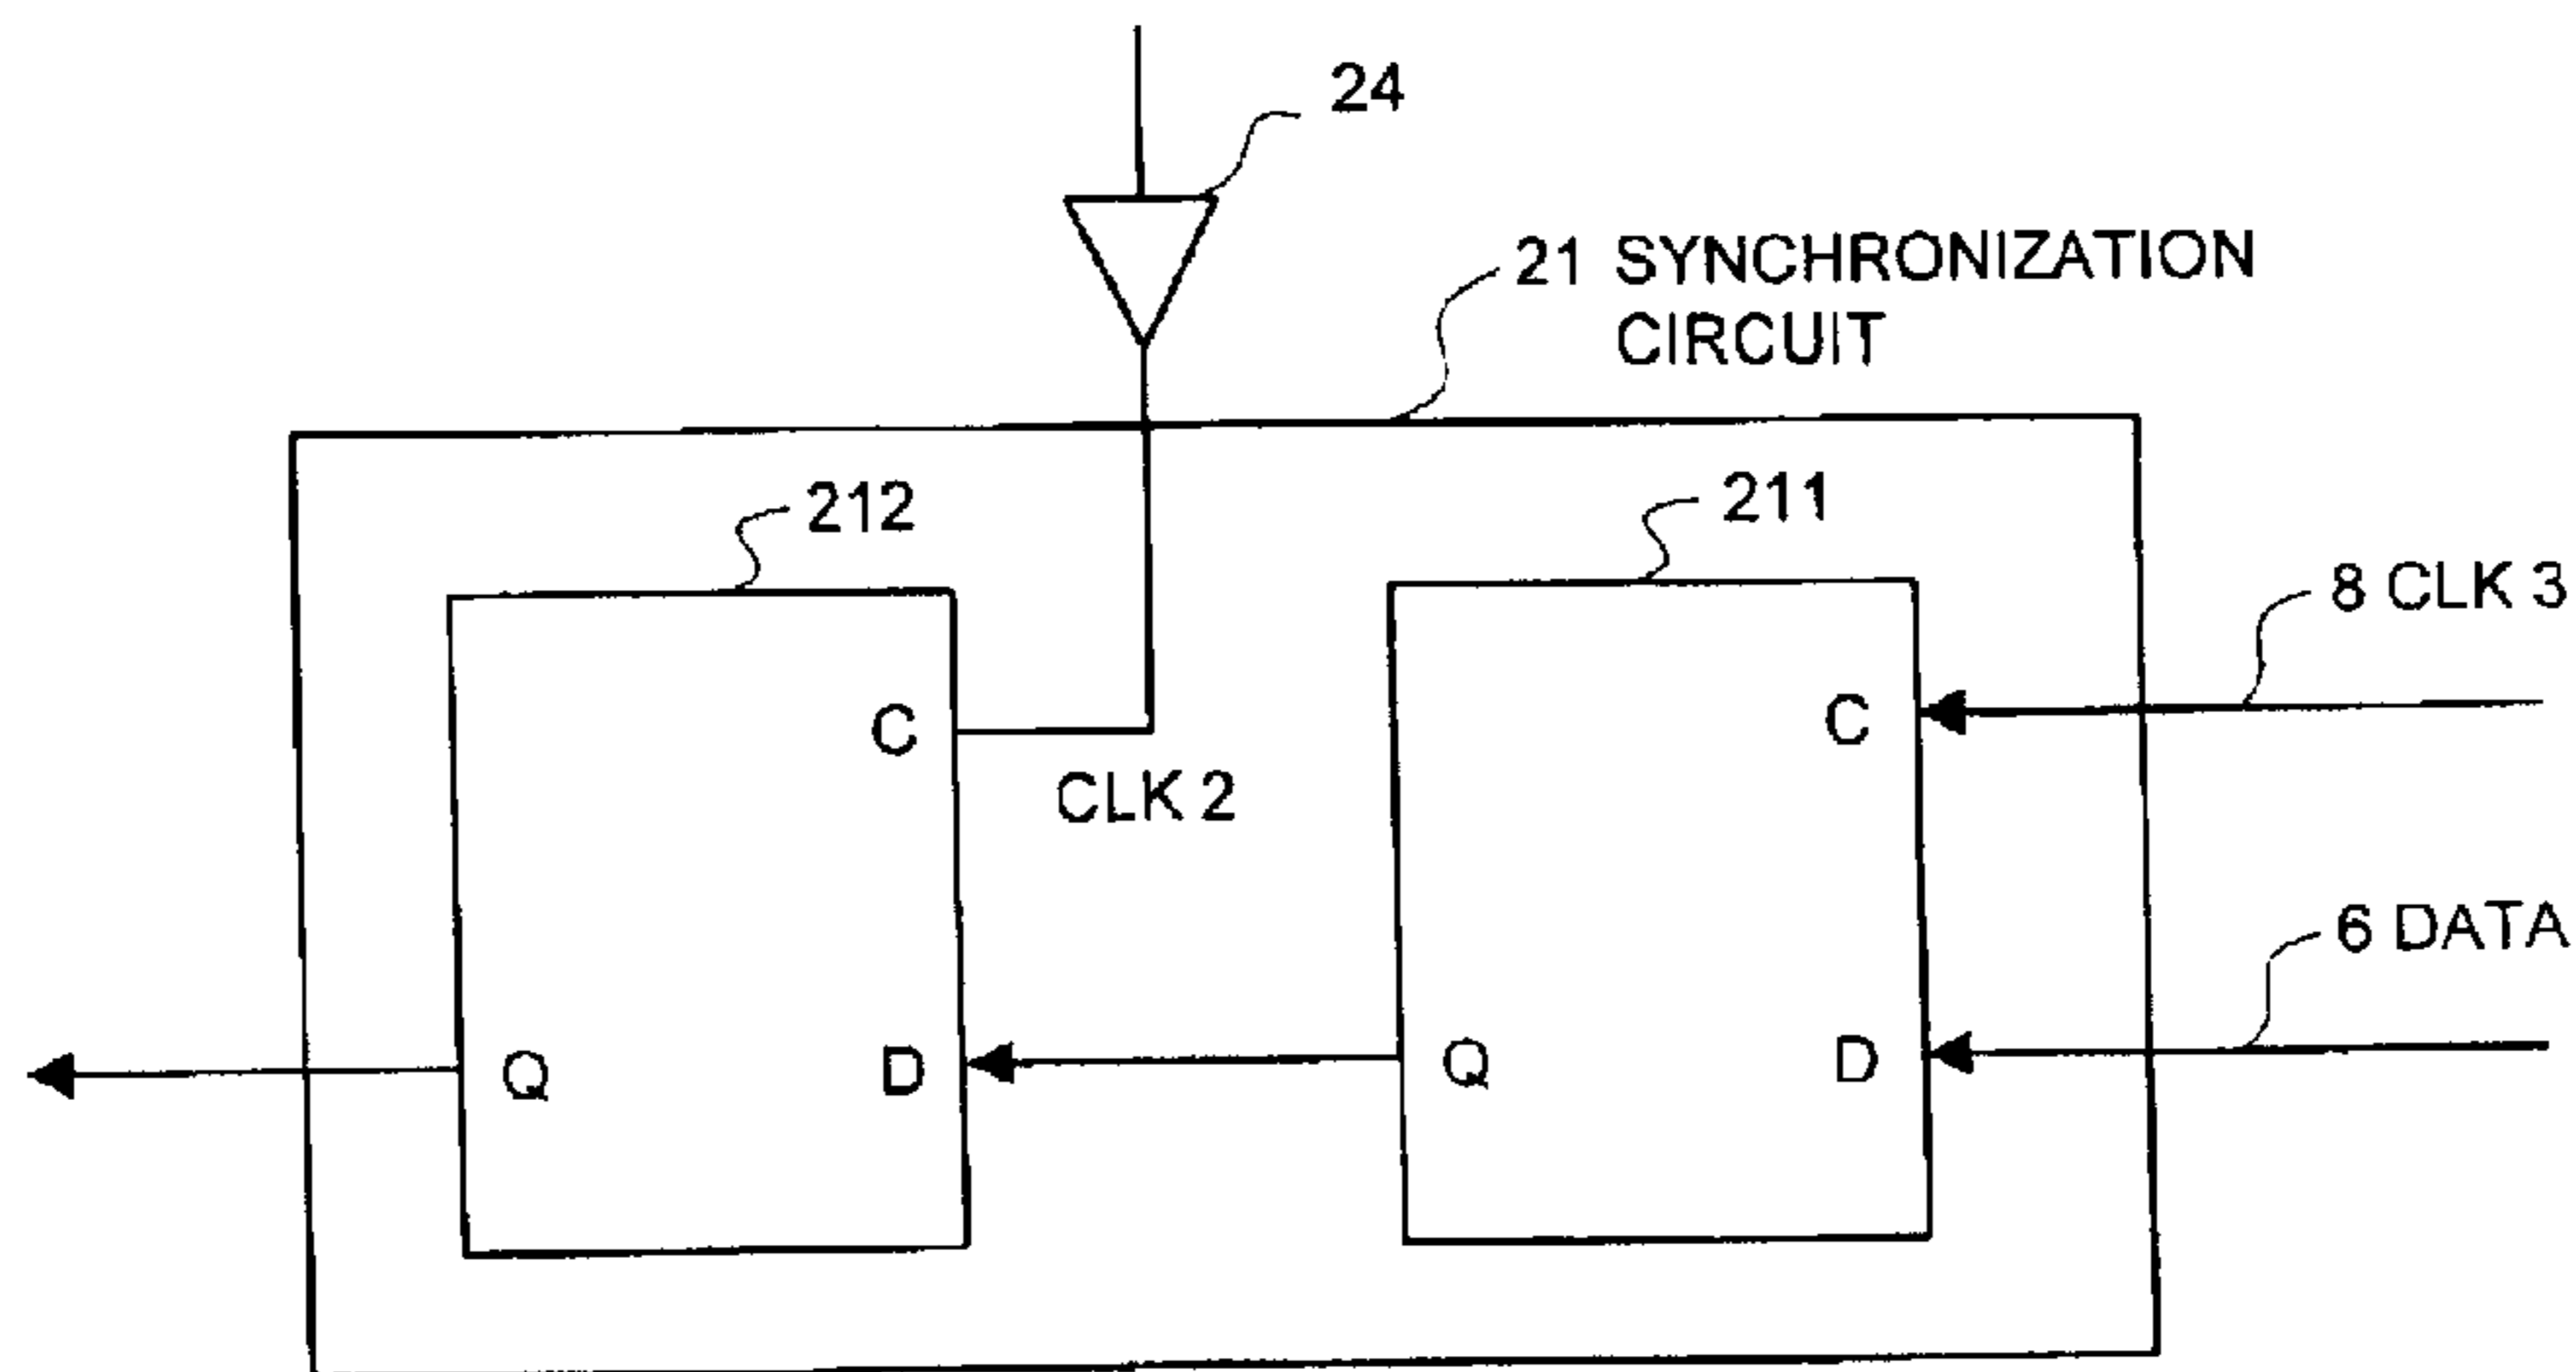 24
21 SYNCHRONIZATION
CIRCUIT
212
211
8 CLK 3
C
C
CLK 2
6 DATA
Q
D
Q
D